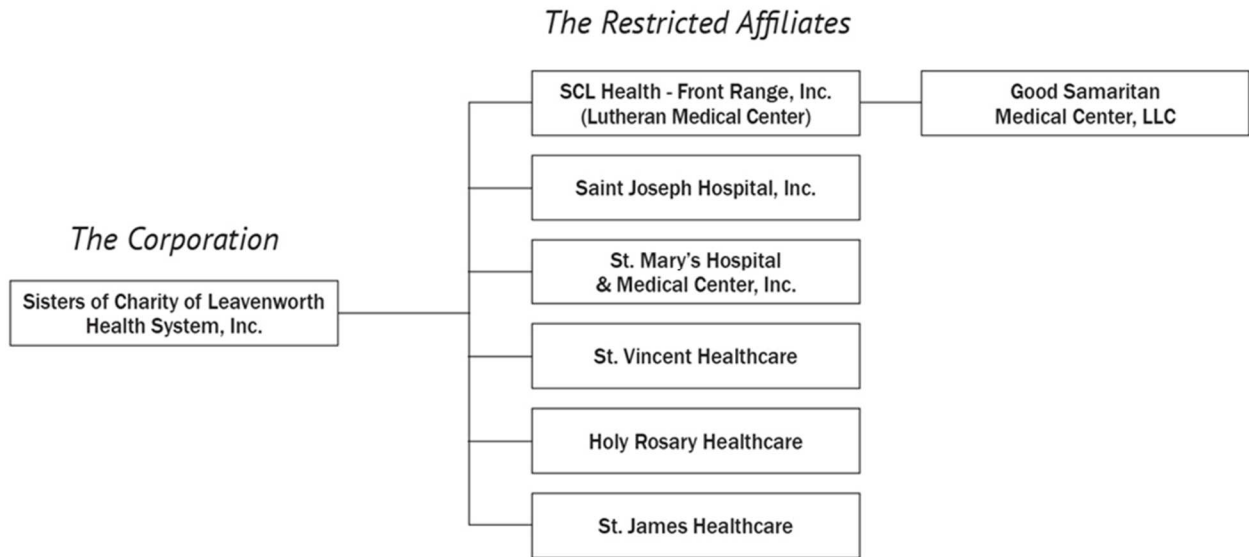 The Restricted Affiliates
SCL Health - Front Range, Inc.
(Lutheran Medical Center)
Good Samaritan
Medical Center, LLC
Saint Joseph Hospital, Inc.
The Corporation
St. Mary’s Hospital
& Medical Center, Inc.
Sisters of Charity of Leavenworth
Health System, Inc.
St. Vincent Healthcare
Holy Rosary Healthcare
St. James Healthcare